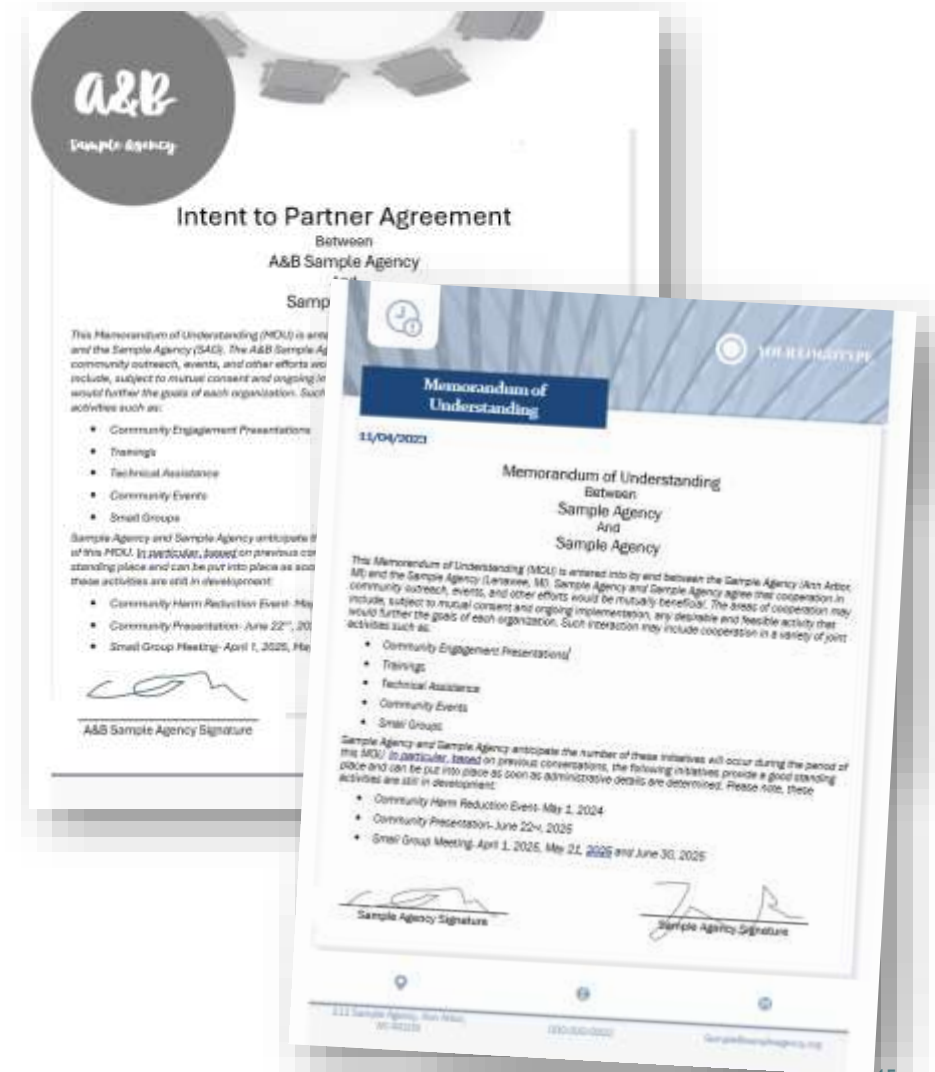 A&B
Sample Agency
Intent to Partner Agreement
Between
A&B Sample Agency
And
Samp
This Memorandum of Understanding (MOU) is ente
and the Sample Agency (SAG). The A&B Sample Ag
community outreach, events, and other efforts wo
include, subject to mutual consent and ongoing im
would further the goals of each organization. Such
activities such as:
• Community Engagement Presentations
• Trainings
• Technical Assistance
• Community Events
• Small Groups
Sample Agency and Sample Agency anticipate th
of this MOU. In particular, based on previous con
standing place and can be put into place as soon
these activities are still in development:
• Community Harm Reduction Event- May
• Community Presentation- June 22nd, 202
• Small Group Meeting- April 1, 2025, May
A&B Sample Agency Signature
YOUR LOGOTYPE
Memorandum of
Understanding
11/04/2023
Memorandum of Understanding
Between
Sample Agency
And
Sample Agency
This Memorandum of Understanding (MOU) is entered into by and between the Sample Agency (Ann Arbor,
MI) and the Sample Agency (Lenawee, MI). Sample Agency and Sample Agency agree that cooperation in
community outreach, events, and other efforts would be mutually beneficial. The areas of cooperation may
include, subject to mutual consent and ongoing implementation, any desirable and feasible activity that
would further the goals of each organization. Such interaction may include cooperation in a variety of joint
activities such as:
• Community Engagement Presentations
• Trainings
• Technical Assistance
• Community Events
• Small Groups
Sample Agency and Sample Agency anticipate the number of these initiatives will occur during the period of
this MOU. In particular, based on previous conversations, the following initiatives provide a good standing
place and can be put into place as soon as administrative details are determined. Please note, these
activities are still in development:
• Community Harm Reduction Event- May 1, 2024
• Community Presentation- June 22nd, 2025
• Small Group Meeting- April 1, 2025, May 21, 2025 and June 30, 2025
Sample Agency Signature
Sample Agency Signature
111 Sample Agency, Ann Arbor,
000-000-0000